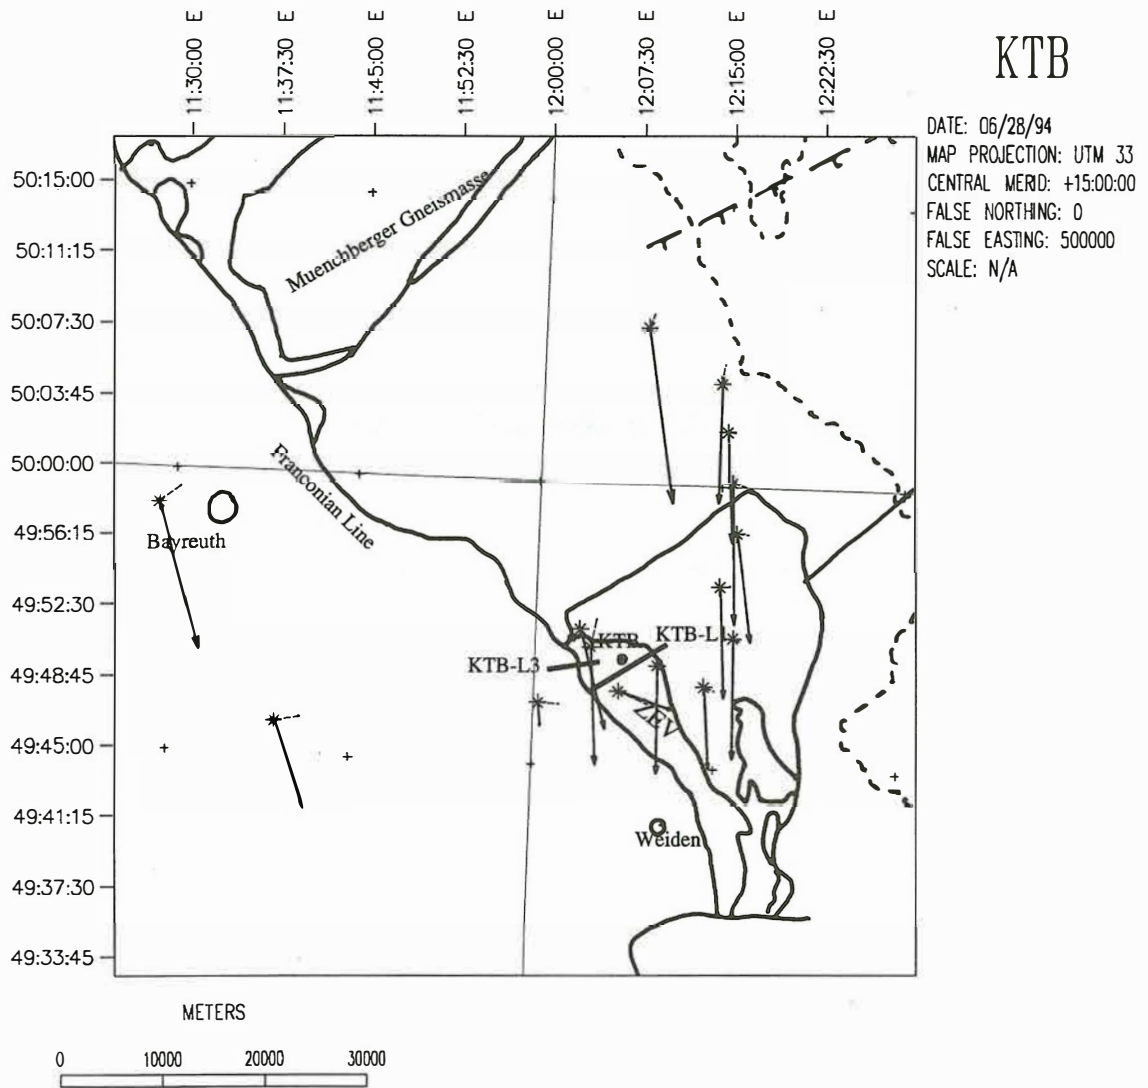 11:30:00 E
11:37:30 E
11:45:00 E
11:52:30 E
12:00:00 E
12:07:30 E
12:15:00 E
12:22:30 E
KTB
DATE: 06/28/94
MAP PROJECTION: UTM 33
CENTRAL MERID: +15:00:00
FALSE NORTHING: 0
FALSE EASTING: 500000
SCALE: N/A
50:15:00
50:11:15
50:07:30
50:03:45
50:00:00
49:56:15
49:52:30
49:48:45
49:45:00
49:41:15
49:37:30
49:33:45
Muenchberger Gneismasse
Franconian Line
Bayreuth
KTB
KTB-L1
KTB-L3
ZEV
Weiden
METERS
0 10000 20000 30000